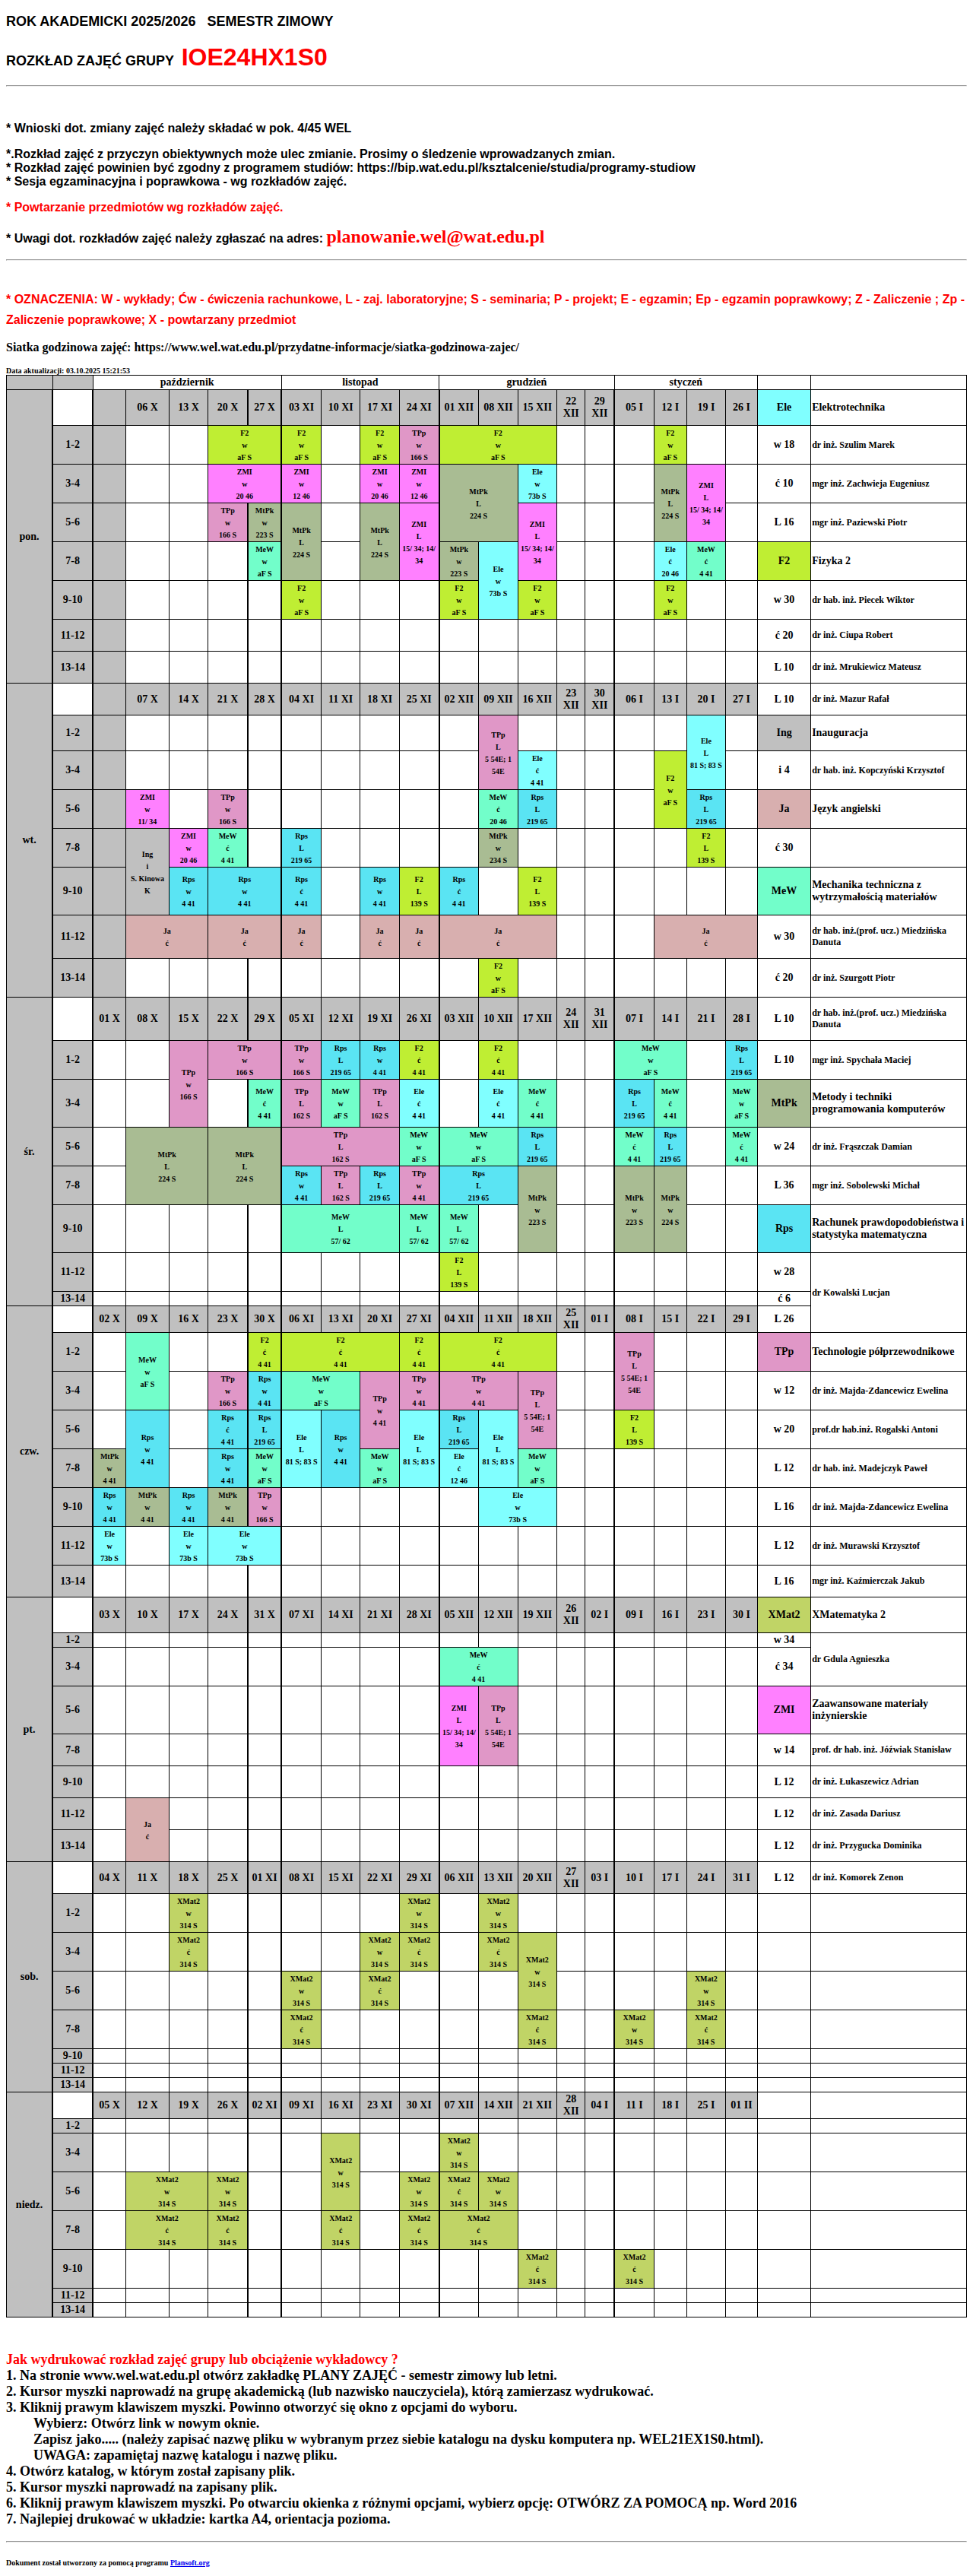 ROK AKADEMICKI 2025/2026 SEMESTR ZIMOWY
ROZKŁAD ZAJĘĆ GRUPY IOE24HX1S0
* Wnioski dot. zmiany zajęć należy składać w pok. 4/45 WEL
*.Rozkład zajęć z przyczyn obiektywnych może ulec zmianie. Prosimy o śledzenie wprowadzanych zmian.
* Rozkład zajęć powinien być zgodny z programem studiów: https://bip.wat.edu.pl/ksztalcenie/studia/programy-studiow
* Sesja egzaminacyjna i poprawkowa - wg rozkładów zajęć.
* Powtarzanie przedmiotów wg rozkładów zajęć.
* Uwagi dot. rozkładów zajęć należy zgłaszać na adres: planowanie.wel@wat.edu.pl
* OZNACZENIA: W - wykłady; Ćw - ćwiczenia rachunkowe, L - zaj. laboratoryjne; S - seminaria; P - projekt; E - egzamin; Ep - egzamin poprawkowy; Z - Zaliczenie ; Zp -
Zaliczenie poprawkowe; X - powtarzany przedmiot
Siatka godzinowa zajęć: https://www.wel.wat.edu.pl/przydatne-informacje/siatka-godzinowa-zajec/
Data aktualizacji: 03.10.2025 15:21:53
październik listopad grudzień styczeń
pon. 06 X 13 X 20 X 27 X 03 XI 10 XI 17 XI 24 XI 01 XII 08 XII 15 XII 22 XII 29 XII 05 I 12 I 19 I 26 I Ele Elektrotechnika
1-2 F2 w aF S F2 w aF S F2 w aF S TPp w 166 S F2 w aF S F2 w aF S w 18 dr inż. Szulim Marek
3-4 ZMI w 20 46 ZMI w 12 46 ZMI w 20 46 ZMI w 12 46 MtPk L 224 S Ele w 73b S MtPk L 224 S ZMI L 15/ 34; 14/ 34 ć 10 mgr inż. Zachwieja Eugeniusz
5-6 TPp w 166 S MtPk w 223 S MtPk L 224 S MtPk L 224 S ZMI L 15/ 34; 14/ 34 ZMI L 15/ 34; 14/ 34 L 16 mgr inż. Paziewski Piotr
7-8 MeW w aF S MtPk w 223 S Ele w 73b S Ele ć 20 46 MeW ć 4 41 F2 Fizyka 2
9-10 F2 w aF S F2 w aF S F2 w aF S F2 w aF S w 30 dr hab. inż. Piecek Wiktor
11-12 ć 20 dr inż. Ciupa Robert
13-14 L 10 dr inż. Mrukiewicz Mateusz
wt. 07 X 14 X 21 X 28 X 04 XI 11 XI 18 XI 25 XI 02 XII 09 XII 16 XII 23 XII 30 XII 06 I 13 I 20 I 27 I L 10 dr inż. Mazur Rafał
1-2 TPp L 5 54E; 1 54E Ele L 81 S; 83 S Ing Inauguracja
3-4 Ele ć 4 41 F2 w aF S i 4 dr hab. inż. Kopczyński Krzysztof
5-6 ZMI w 11/ 34 TPp w 166 S MeW ć 20 46 Rps L 219 65 Rps L 219 65 Ja Język angielski
7-8 Ing i S. Kinowa K ZMI w 20 46 MeW ć 4 41 Rps L 219 65 MtPk w 234 S F2 L 139 S ć 30
9-10 Rps w 4 41 Rps w 4 41 Rps ć 4 41 Rps w 4 41 F2 L 139 S Rps ć 4 41 F2 L 139 S MeW Mechanika techniczna z wytrzymałością materiałów
11-12 Ja ć Ja ć Ja ć Ja ć Ja ć Ja ć Ja ć w 30 dr hab. inż.(prof. ucz.) Miedzińska Danuta
13-14 F2 w aF S ć 20 dr inż. Szurgott Piotr
śr. 01 X 08 X 15 X 22 X 29 X 05 XI 12 XI 19 XI 26 XI 03 XII 10 XII 17 XII 24 XII 31 XII 07 I 14 I 21 I 28 I L 10 dr hab. inż.(prof. ucz.) Miedzińska Danuta
1-2 TPp w 166 S TPp w 166 S TPp w 166 S Rps L 219 65 Rps w 4 41 F2 ć 4 41 F2 ć 4 41 MeW w aF S Rps L 219 65 L 10 mgr inż. Spychała Maciej
3-4 MeW ć 4 41 TPp L 162 S MeW w aF S TPp L 162 S Ele ć 4 41 Ele ć 4 41 MeW ć 4 41 Rps L 219 65 MeW ć 4 41 MeW w aF S MtPk Metody i techniki programowania komputerów
5-6 MtPk L 224 S MtPk L 224 S TPp L 162 S MeW w aF S MeW w aF S Rps L 219 65 MeW ć 4 41 Rps L 219 65 MeW ć 4 41 w 24 dr inż. Frąszczak Damian
7-8 Rps w 4 41 TPp L 162 S Rps L 219 65 TPp w 4 41 Rps L 219 65 MtPk w 223 S MtPk w 223 S MtPk w 224 S L 36 mgr inż. Sobolewski Michał
9-10 MeW L 57/ 62 MeW L 57/ 62 MeW L 57/ 62 Rps Rachunek prawdopodobieństwa i statystyka matematyczna
11-12 F2 L 139 S w 28 dr Kowalski Lucjan
13-14 ć 6
czw. 02 X 09 X 16 X 23 X 30 X 06 XI 13 XI 20 XI 27 XI 04 XII 11 XII 18 XII 25 XII 01 I 08 I 15 I 22 I 29 I L 26
1-2 MeW w aF S F2 ć 4 41 F2 ć 4 41 F2 ć 4 41 F2 ć 4 41 TPp L 5 54E; 1 54E TPp Technologie półprzewodnikowe
3-4 TPp w 166 S Rps w 4 41 MeW w aF S TPp w 4 41 TPp w 4 41 TPp w 4 41 TPp L 5 54E; 1 54E w 12 dr inż. Majda-Zdancewicz Ewelina
5-6 Rps w 4 41 Rps ć 4 41 Rps L 219 65 Ele L 81 S; 83 S Rps w 4 41 Ele L 81 S; 83 S Rps L 219 65 Ele L 81 S; 83 S F2 L 139 S w 20 prof.dr hab.inż. Rogalski Antoni
7-8 MtPk w 4 41 Rps w 4 41 MeW w aF S MeW w aF S Ele ć 12 46 MeW w aF S L 12 dr hab. inż. Madejczyk Paweł
9-10 Rps w 4 41 MtPk w 4 41 Rps w 4 41 MtPk w 4 41 TPp w 166 S Ele w 73b S L 16 dr inż. Majda-Zdancewicz Ewelina
11-12 Ele w 73b S Ele w 73b S Ele w 73b S L 12 dr inż. Murawski Krzysztof
13-14 L 16 mgr inż. Kaźmierczak Jakub
pt. 03 X 10 X 17 X 24 X 31 X 07 XI 14 XI 21 XI 28 XI 05 XII 12 XII 19 XII 26 XII 02 I 09 I 16 I 23 I 30 I XMat2 XMatematyka 2
1-2 w 34 dr Gdula Agnieszka
3-4 MeW ć 4 41 ć 34
5-6 ZMI L 15/ 34; 14/ 34 TPp L 5 54E; 1 54E ZMI Zaawansowane materiały inżynierskie
7-8 w 14 prof. dr hab. inż. Jóźwiak Stanisław
9-10 L 12 dr inż. Łukaszewicz Adrian
11-12 Ja ć L 12 dr inż. Zasada Dariusz
13-14 L 12 dr inż. Przygucka Dominika
sob. 04 X 11 X 18 X 25 X 01 XI 08 XI 15 XI 22 XI 29 XI 06 XII 13 XII 20 XII 27 XII 03 I 10 I 17 I 24 I 31 I L 12 dr inż. Komorek Zenon
1-2 XMat2 w 314 S XMat2 w 314 S XMat2 w 314 S
3-4 XMat2 ć 314 S XMat2 w 314 S XMat2 ć 314 S XMat2 ć 314 S XMat2 w 314 S
5-6 XMat2 w 314 S XMat2 ć 314 S XMat2 w 314 S
7-8 XMat2 ć 314 S XMat2 ć 314 S XMat2 w 314 S XMat2 ć 314 S
9-10
11-12
13-14
niedz. 05 X 12 X 19 X 26 X 02 XI 09 XI 16 XI 23 XI 30 XI 07 XII 14 XII 21 XII 28 XII 04 I 11 I 18 I 25 I 01 II
1-2
3-4 XMat2 w 314 S XMat2 w 314 S
5-6 XMat2 w 314 S XMat2 w 314 S XMat2 w 314 S XMat2 ć 314 S XMat2 w 314 S
7-8 XMat2 ć 314 S XMat2 ć 314 S XMat2 ć 314 S XMat2 ć 314 S XMat2 ć 314 S
9-10 XMat2 ć 314 S XMat2 ć 314 S
11-12
13-14
Jak wydrukować rozkład zajęć grupy lub obciążenie wykładowcy ?
1. Na stronie www.wel.wat.edu.pl otwórz zakładkę PLANY ZAJĘĆ - semestr zimowy lub letni.
2. Kursor myszki naprowadź na grupę akademicką (lub nazwisko nauczyciela), którą zamierzasz wydrukować.
3. Kliknij prawym klawiszem myszki. Powinno otworzyć się okno z opcjami do wyboru.
Wybierz: Otwórz link w nowym oknie.
Zapisz jako..... (należy zapisać nazwę pliku w wybranym przez siebie katalogu na dysku komputera np. WEL21EX1S0.html).
UWAGA: zapamiętaj nazwę katalogu i nazwę pliku.
4. Otwórz katalog, w którym został zapisany plik.
5. Kursor myszki naprowadź na zapisany plik.
6. Kliknij prawym klawiszem myszki. Po otwarciu okienka z różnymi opcjami, wybierz opcję: OTWÓRZ ZA POMOCĄ np. Word 2016
7. Najlepiej drukować w układzie: kartka A4, orientacja pozioma.
Dokument został utworzony za pomocą programu Plansoft.org